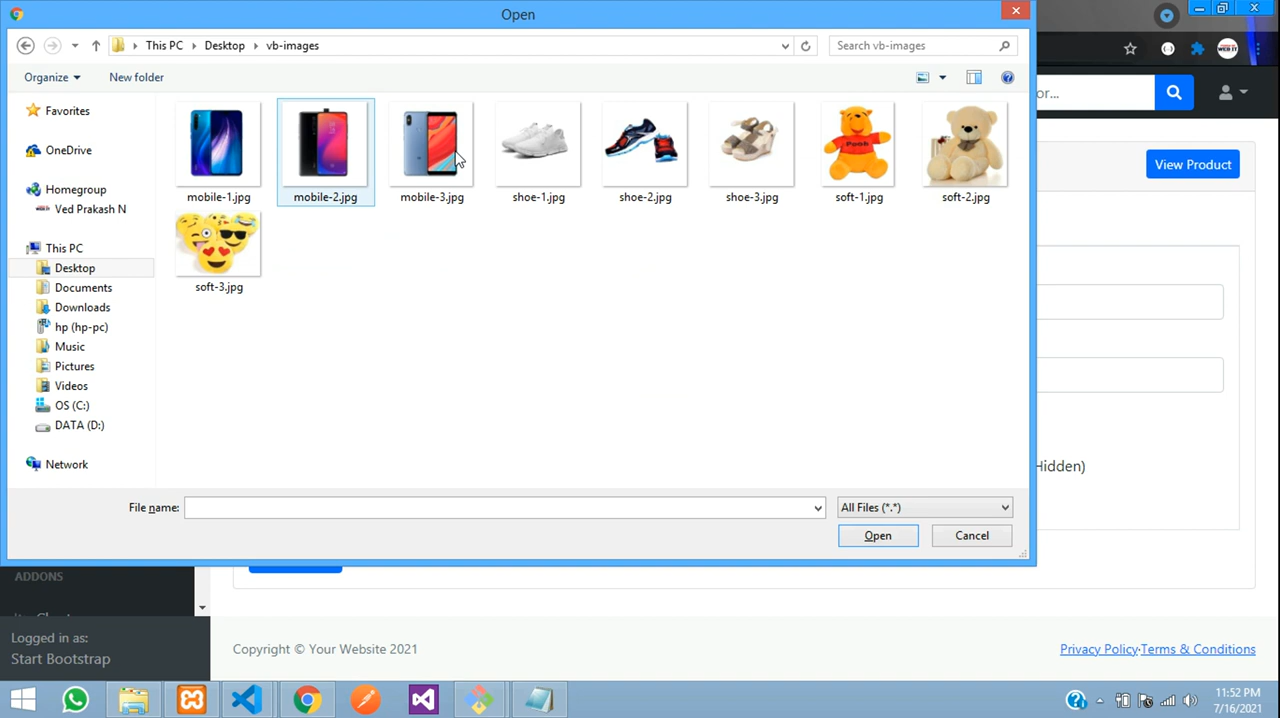 Open
This PC
Desktop
vb-images
Search vb-images
Organize
New folder
or...
Favorites
OneDrive
Homegroup
Ved Prakash N
This PC
Desktop
Documents
Downloads
hp (hp-pc)
Music
Pictures
Videos
OS (C:)
DATA (D:)
Network
mobile-1.jpg
mobile-2.jpg
mobile-3.jpg
shoe-1.jpg
shoe-2.jpg
shoe-3.jpg
soft-1.jpg
soft-2.jpg
soft-3.jpg
Pooh
View Product
Hidden)
File name:
All Files (*.*)
Open
Cancel
ADDONS
Logged in as:
Start Bootstrap
Copyright © Your Website 2021
Privacy Policy·Terms & Conditions
11:52 PM
7/16/2021